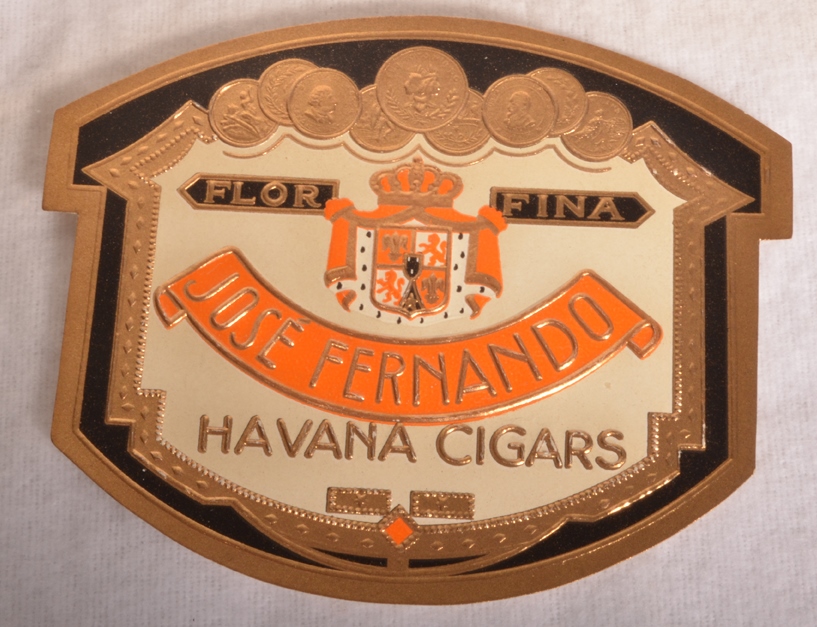 FLOR FINA
JOSÉ FERNANDO
HAVANA CIGARS